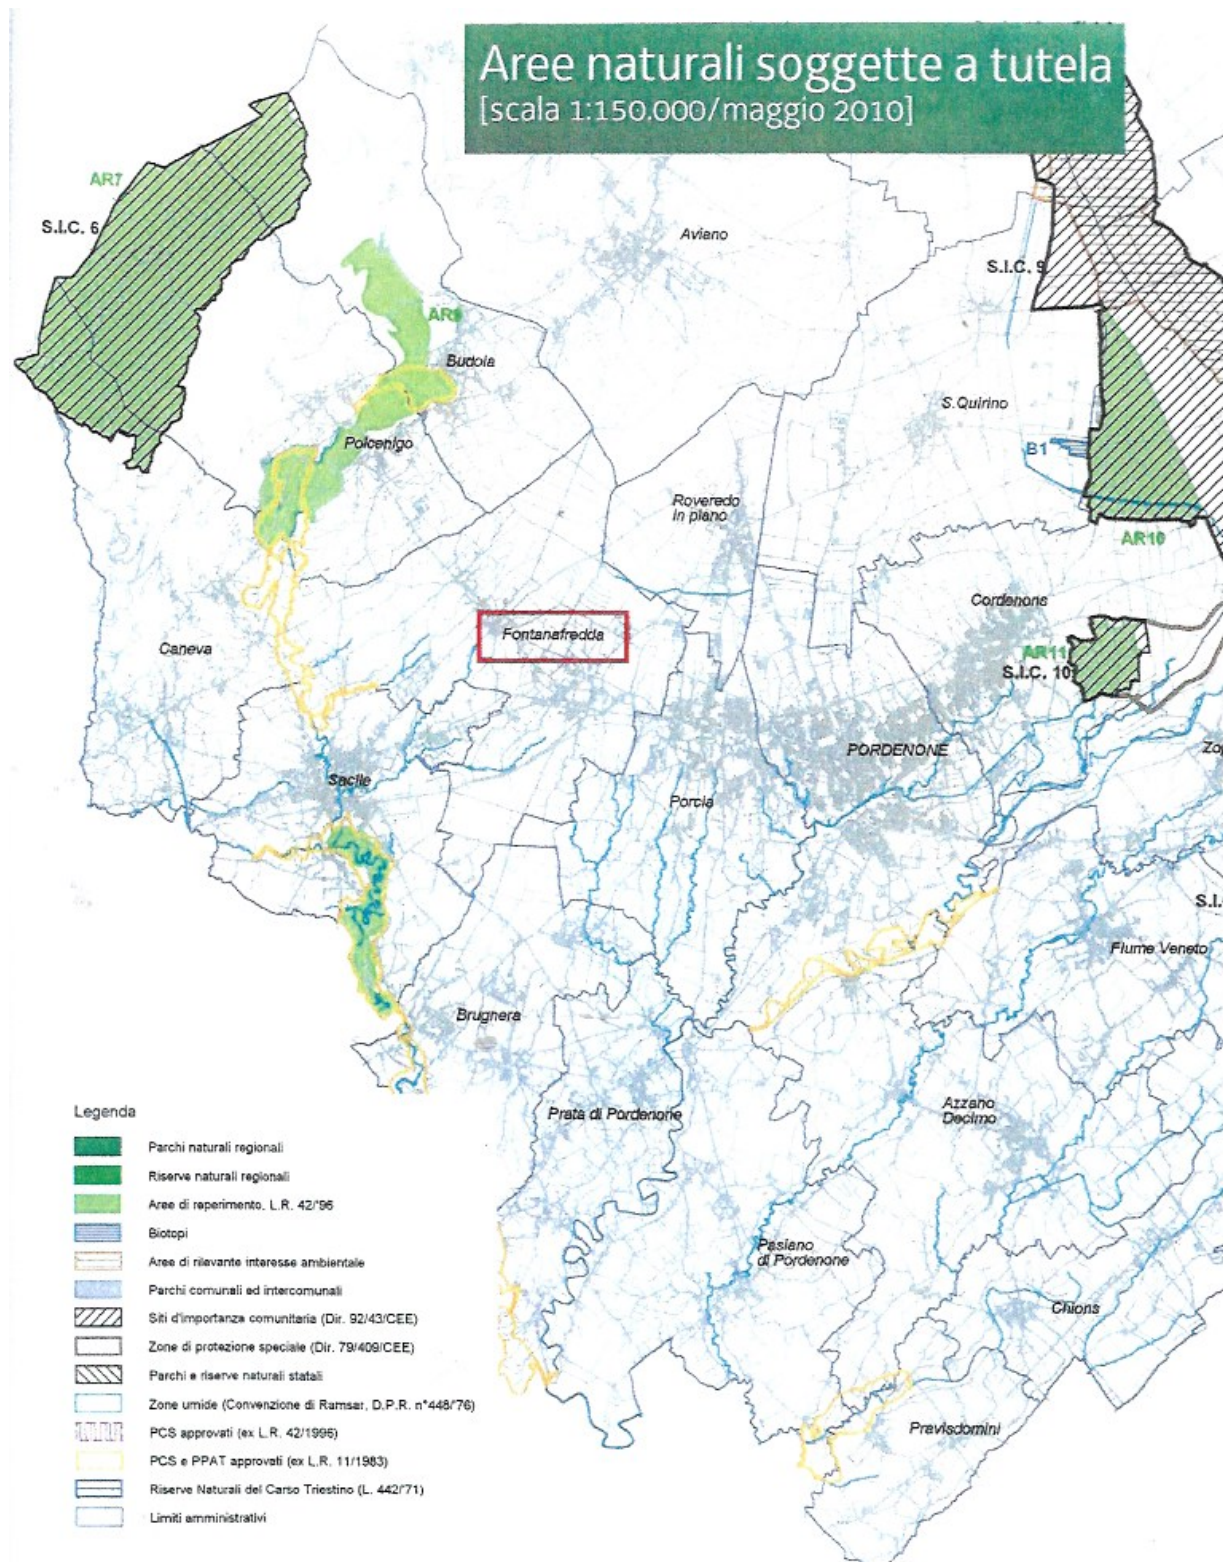 Aree naturali soggette a tutela
[scala 1:150.000/maggio 2010]
AR7
S.I.C. 6
Aviano
S.I.C. 9
AR9
Budoia
S.Quirino
Polcenigo
B1
Roveredo
in piano
AR10
Cordenons
Fontanafredda
Caneva
AR11
S.I.C. 10
PORDENONE
Sacile
Porcia
S.I.
Fiume Veneto
Brugnera
Azzano
Decimo
Prata di Pordenone
Pasiano
di Pordenone
Chions
Pravisdomini
Legenda
Parchi naturali regionali
Riserve naturali regionali
Aree di reperimento, L.R. 42/'96
Biotopi
Aree di rilevante interesse ambientale
Parchi comunali ed intercomunali
Siti d'importanza comunitaria (Dir. 92/43/CEE)
Zone di protezione speciale (Dir. 79/409/CEE)
Parchi e riserve naturali statali
Zone umide (Convenzione di Ramsar, D.P.R. n°448/'76)
PCS approvati (ex L.R. 42/1996)
PCS e PPAT approvati (ex L.R. 11/1983)
Riserve Naturali del Carso Triestino (L. 442/'71)
Limiti amministrativi